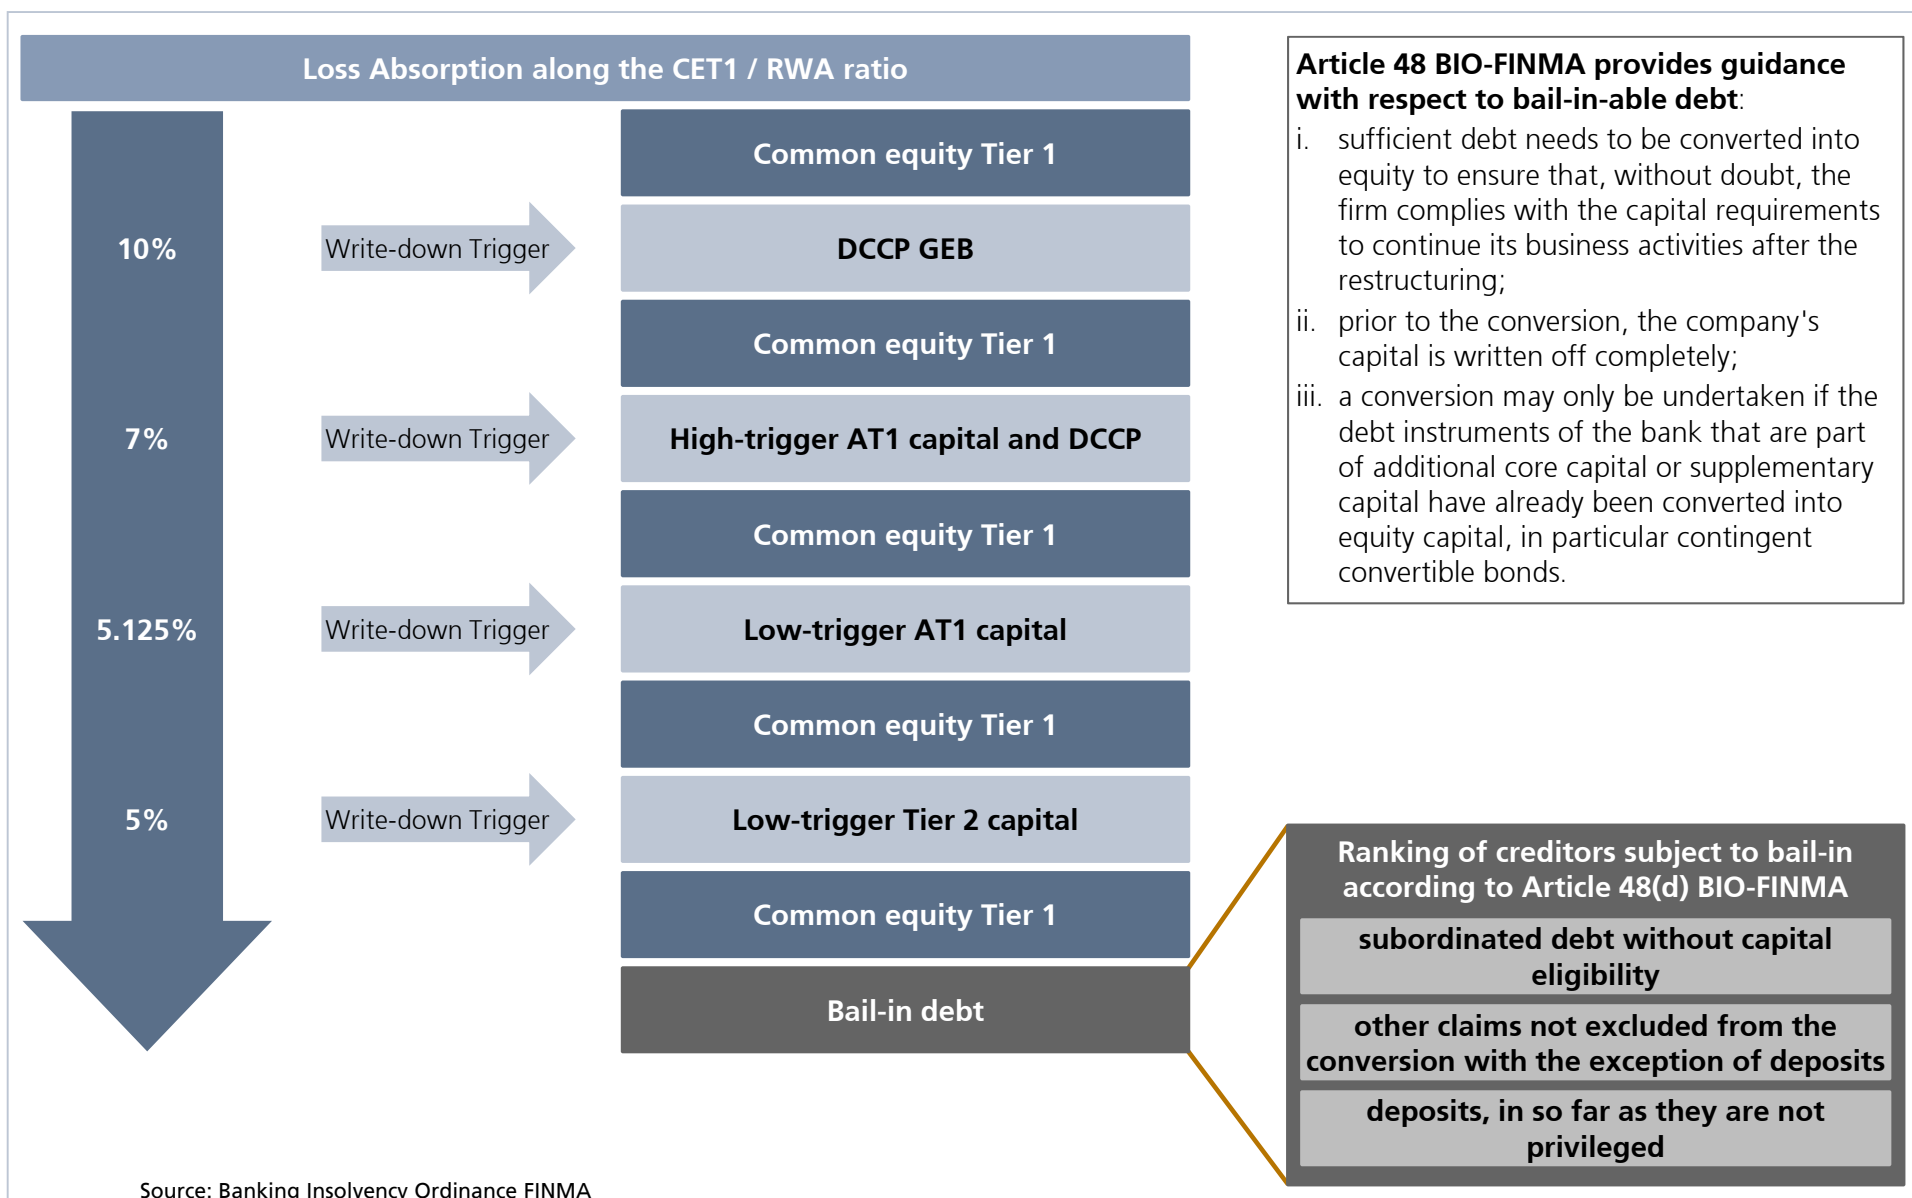 Loss Absorption along the CET1 / RWA ratio
Common equity Tier 1
10%
Write-down Trigger
DCCP GEB
Common equity Tier 1
7%
Write-down Trigger
High-trigger AT1 capital and DCCP
Common equity Tier 1
5.125%
Write-down Trigger
Low-trigger AT1 capital
Common equity Tier 1
5%
Write-down Trigger
Low-trigger Tier 2 capital
Common equity Tier 1
Bail-in debt
Article 48 BIO-FINMA provides guidance
with respect to bail-in-able debt:
i. sufficient debt needs to be converted into
equity to ensure that, without doubt, the
firm complies with the capital requirements
to continue its business activities after the
restructuring;
ii. prior to the conversion, the company's
capital is written off completely;
iii. a conversion may only be undertaken if the
debt instruments of the bank that are part
of additional core capital or supplementary
capital have already been converted into
equity capital, in particular contingent
convertible bonds.
Ranking of creditors subject to bail-in
according to Article 48(d) BIO-FINMA
subordinated debt without capital
eligibility
other claims not excluded from the
conversion with the exception of deposits
deposits, in so far as they are not
privileged
Source: Banking Insolvency Ordinance FINMA